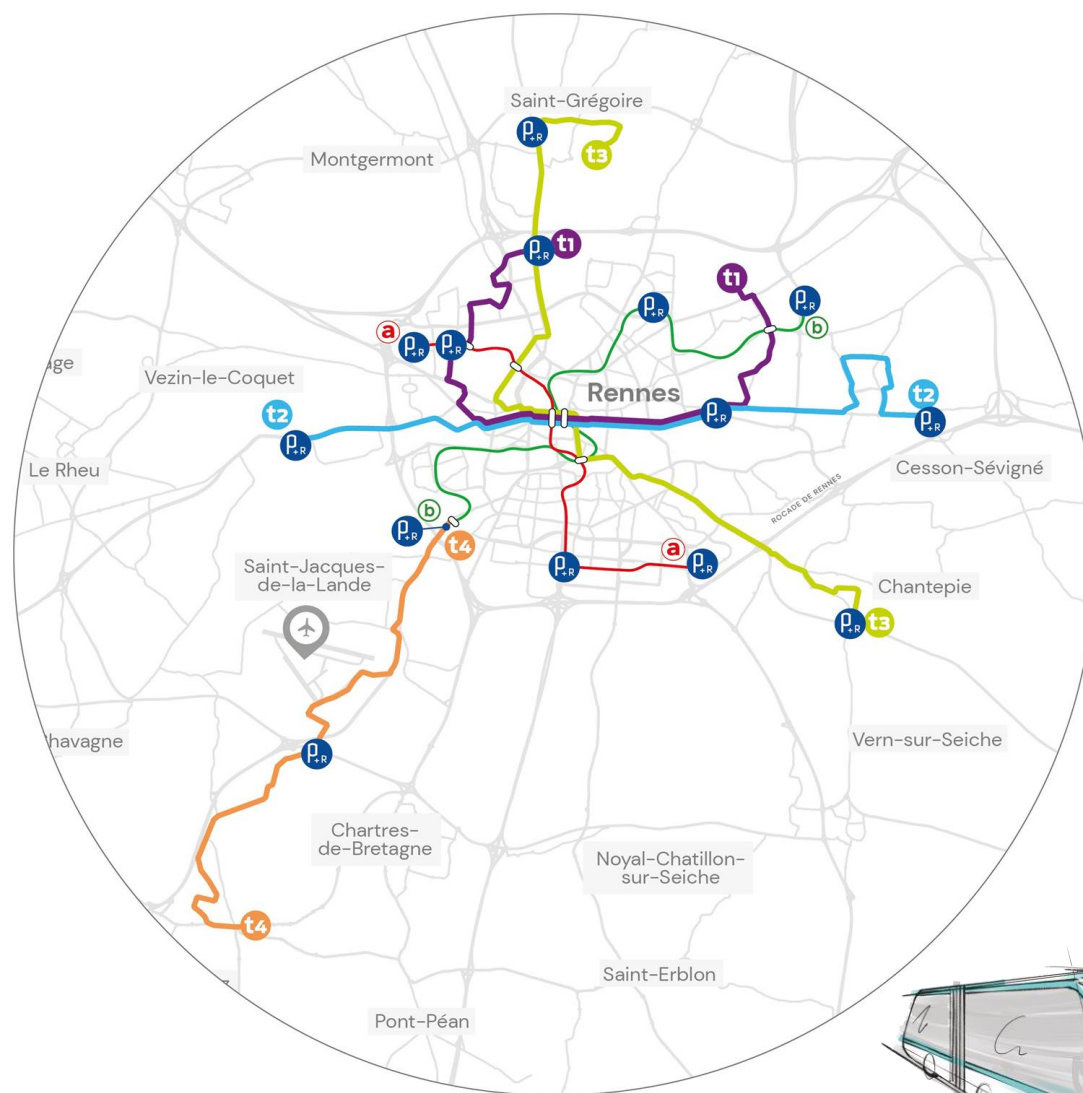 Saint-Grégoire
P+R
t3
Montgermont
P+R
t1
t1
P+R
P+R
b
a
P+R
P+R
age
Vezin-le-Coquet
Rennes
t2
P+R
t2
P+R
P+R
Le Rheu
Cesson-Sévigné
ROCADE DE RENNES
b
P+R
t4
Saint-Jacques-
de-la-Lande
P+R
a
P+R
Chantepie
P+R
t3
havagne
P+R
Vern-sur-Seiche
Chartres-
de-Bretagne
Noyal-Chatillon-
sur-Seiche
t4
Saint-Erblon
Pont-Péan